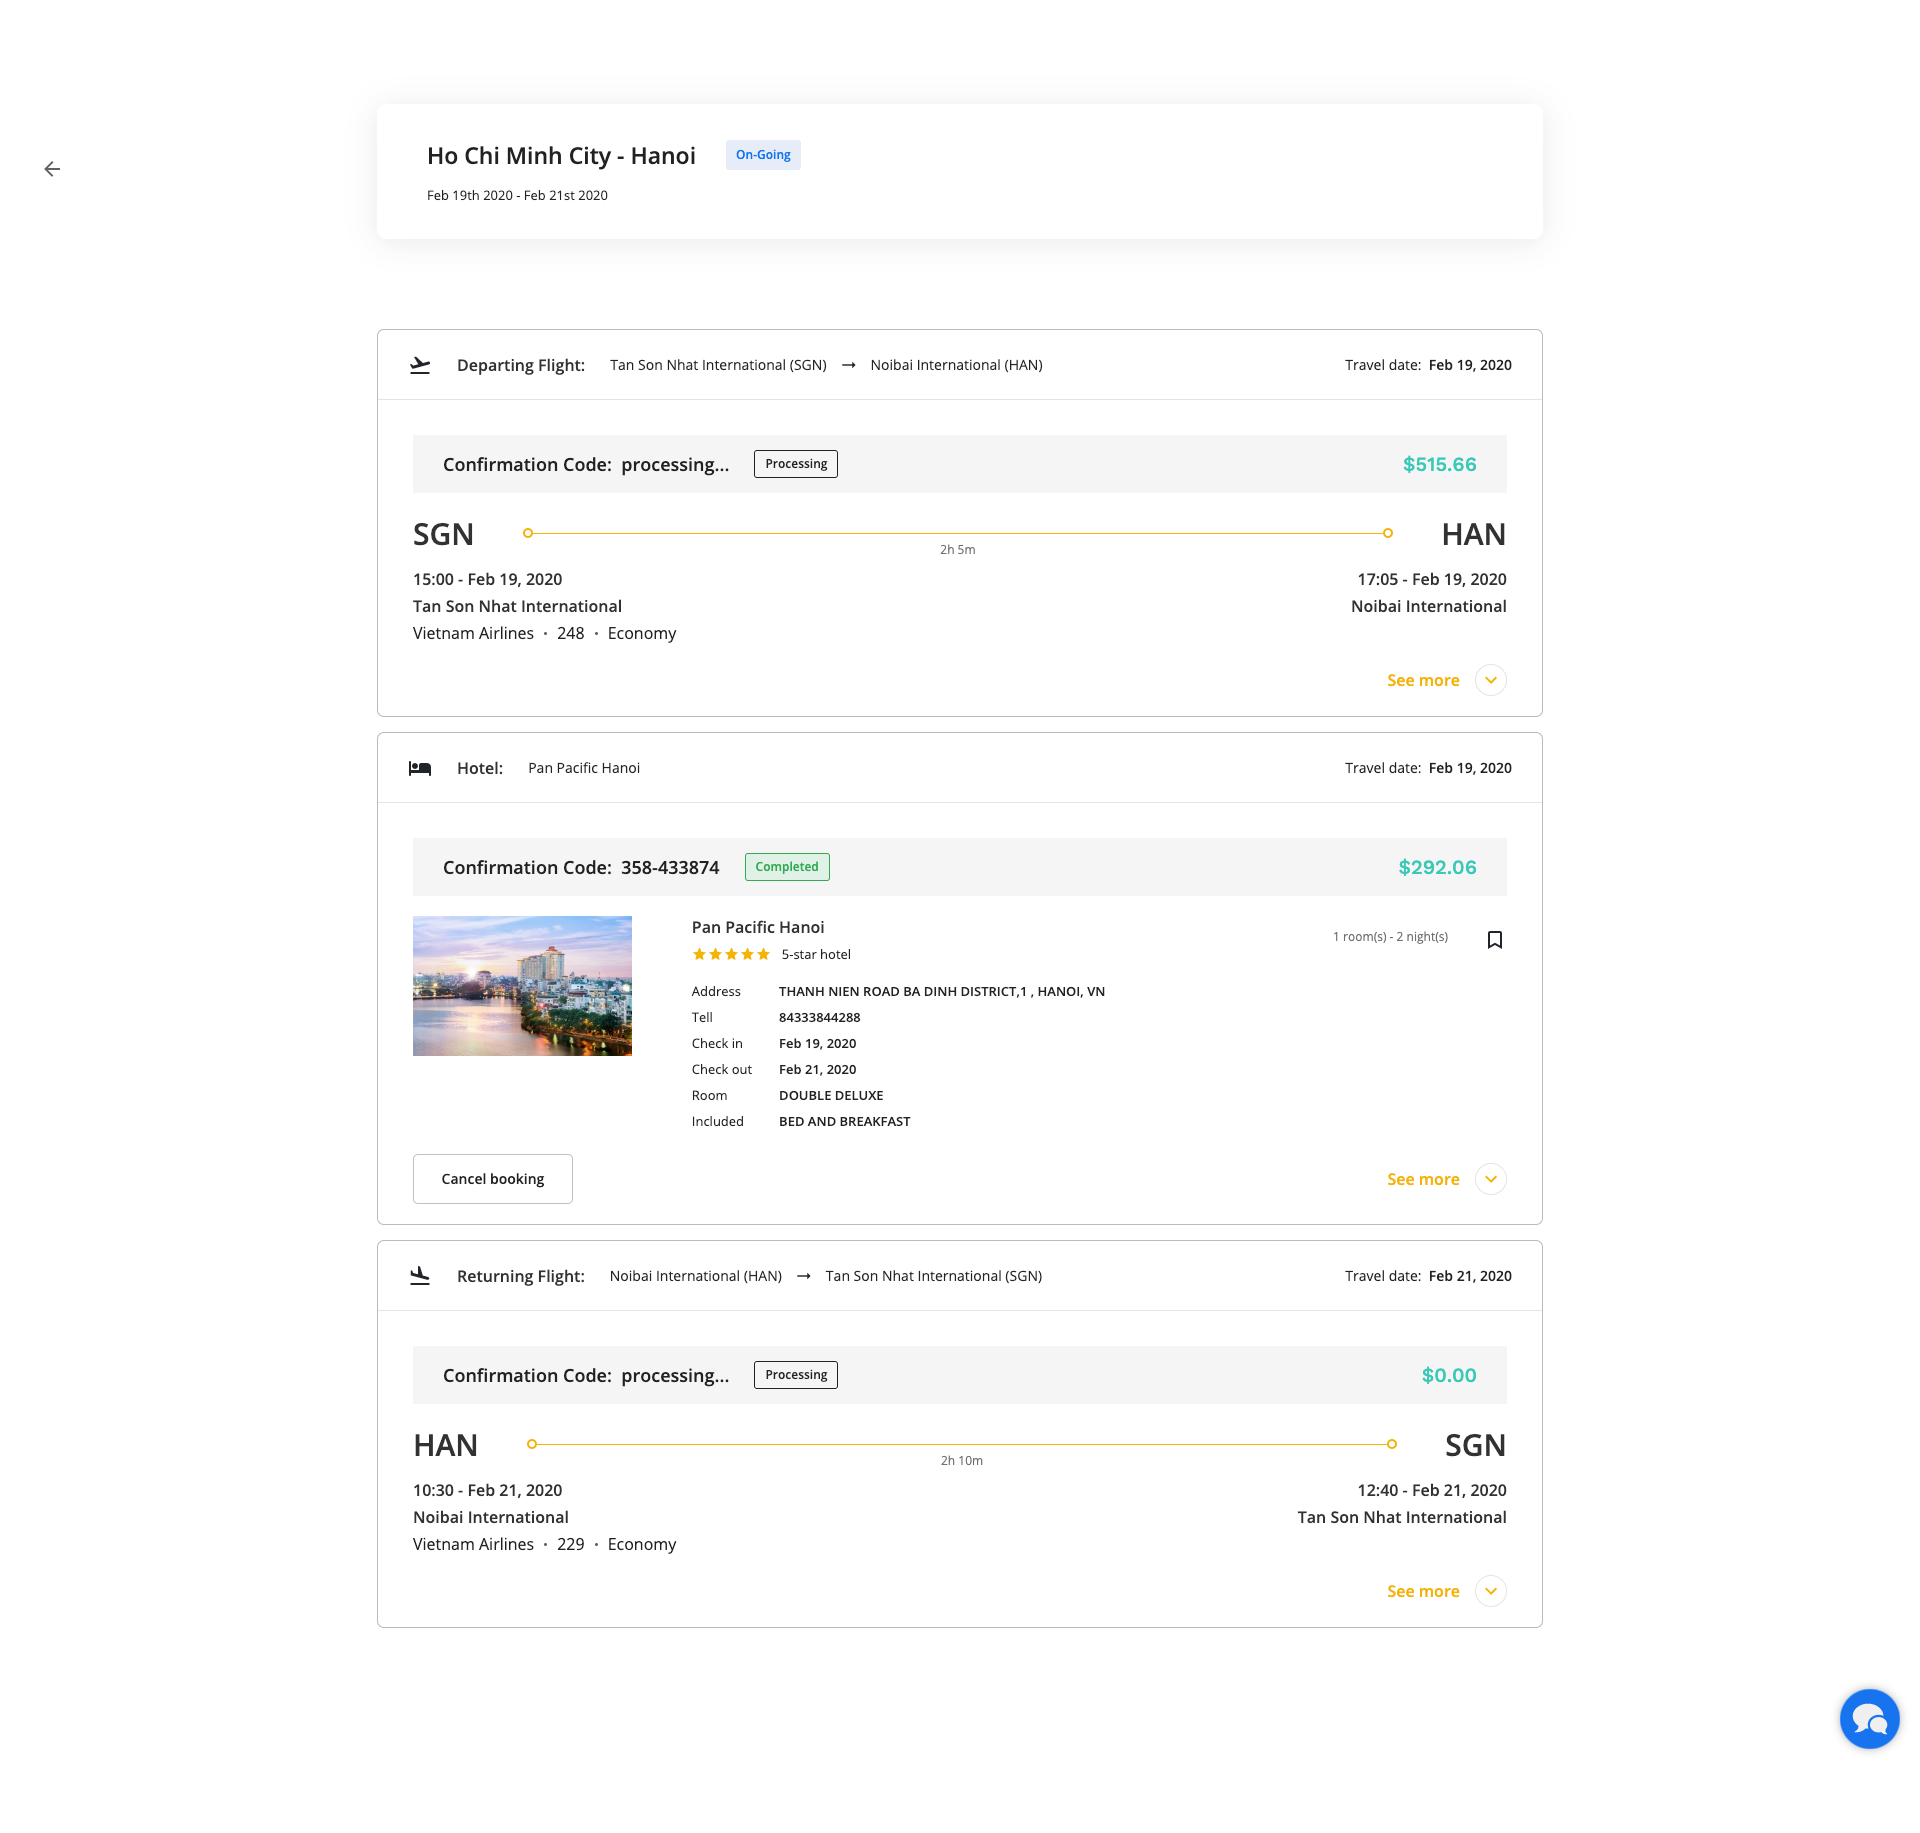 Ho Chi Minh City - Hanoi On-Going
Feb 19th 2020 - Feb 21st 2020
Departing Flight: Tan Son Nhat International (SGN) → Noibai International (HAN) Travel date: Feb 19, 2020
Confirmation Code: processing... Processing $515.66
SGN HAN
2h 5m
15:00 - Feb 19, 2020 17:05 - Feb 19, 2020
Tan Son Nhat International Noibai International
Vietnam Airlines • 248 • Economy
See more
Hotel: Pan Pacific Hanoi Travel date: Feb 19, 2020
Confirmation Code: 358-433874 Completed $292.06
Pan Pacific Hanoi
1 room(s) - 2 night(s)
5-star hotel
Address THANH NIEN ROAD BA DINH DISTRICT,1 , HANOI, VN
Tell 84333844288
Check in Feb 19, 2020
Check out Feb 21, 2020
Room DOUBLE DELUXE
Included BED AND BREAKFAST
Cancel booking See more
Returning Flight: Noibai International (HAN) → Tan Son Nhat International (SGN) Travel date: Feb 21, 2020
Confirmation Code: processing... Processing $0.00
HAN SGN
2h 10m
10:30 - Feb 21, 2020 12:40 - Feb 21, 2020
Noibai International Tan Son Nhat International
Vietnam Airlines • 229 • Economy
See more